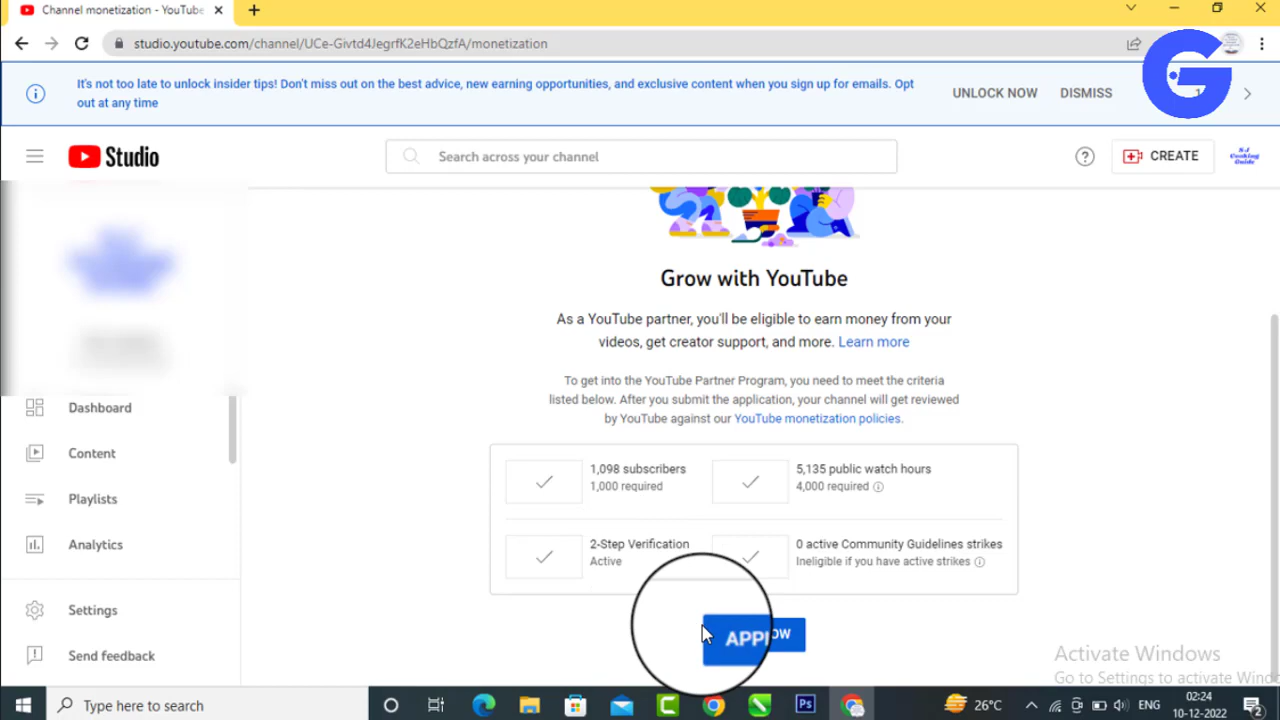 Channel monetization - YouTube
studio.youtube.com/channel/UCe-Givtd4JegrfK2eHbQzfA/monetization
G
It's not too late to unlock insider tips! Don't miss out on the best advice, new earning opportunities, and exclusive content when you sign up for emails. Opt
out at any time
UNLOCK NOW
DISMISS
Studio
Search across your channel
CREATE
SJ
Cooking
Guide
Grow with YouTube
As a YouTube partner, you'll be eligible to earn money from your
videos, get creator support, and more. Learn more
To get into the YouTube Partner Program, you need to meet the criteria
listed below. After you submit the application, your channel will get reviewed
by YouTube against our YouTube monetization policies.
Dashboard
Content
Playlists
Analytics
Settings
Send feedback
1,098 subscribers
1,000 required
5,135 public watch hours
4,000 required
2-Step Verification
Active
0 active Community Guidelines strikes
Ineligible if you have active strikes
APPLOW
Activate Windows
Go to Settings to activate Wind
Type here to search
Ps
26°C
ENG
02:24
10-12-2022
2